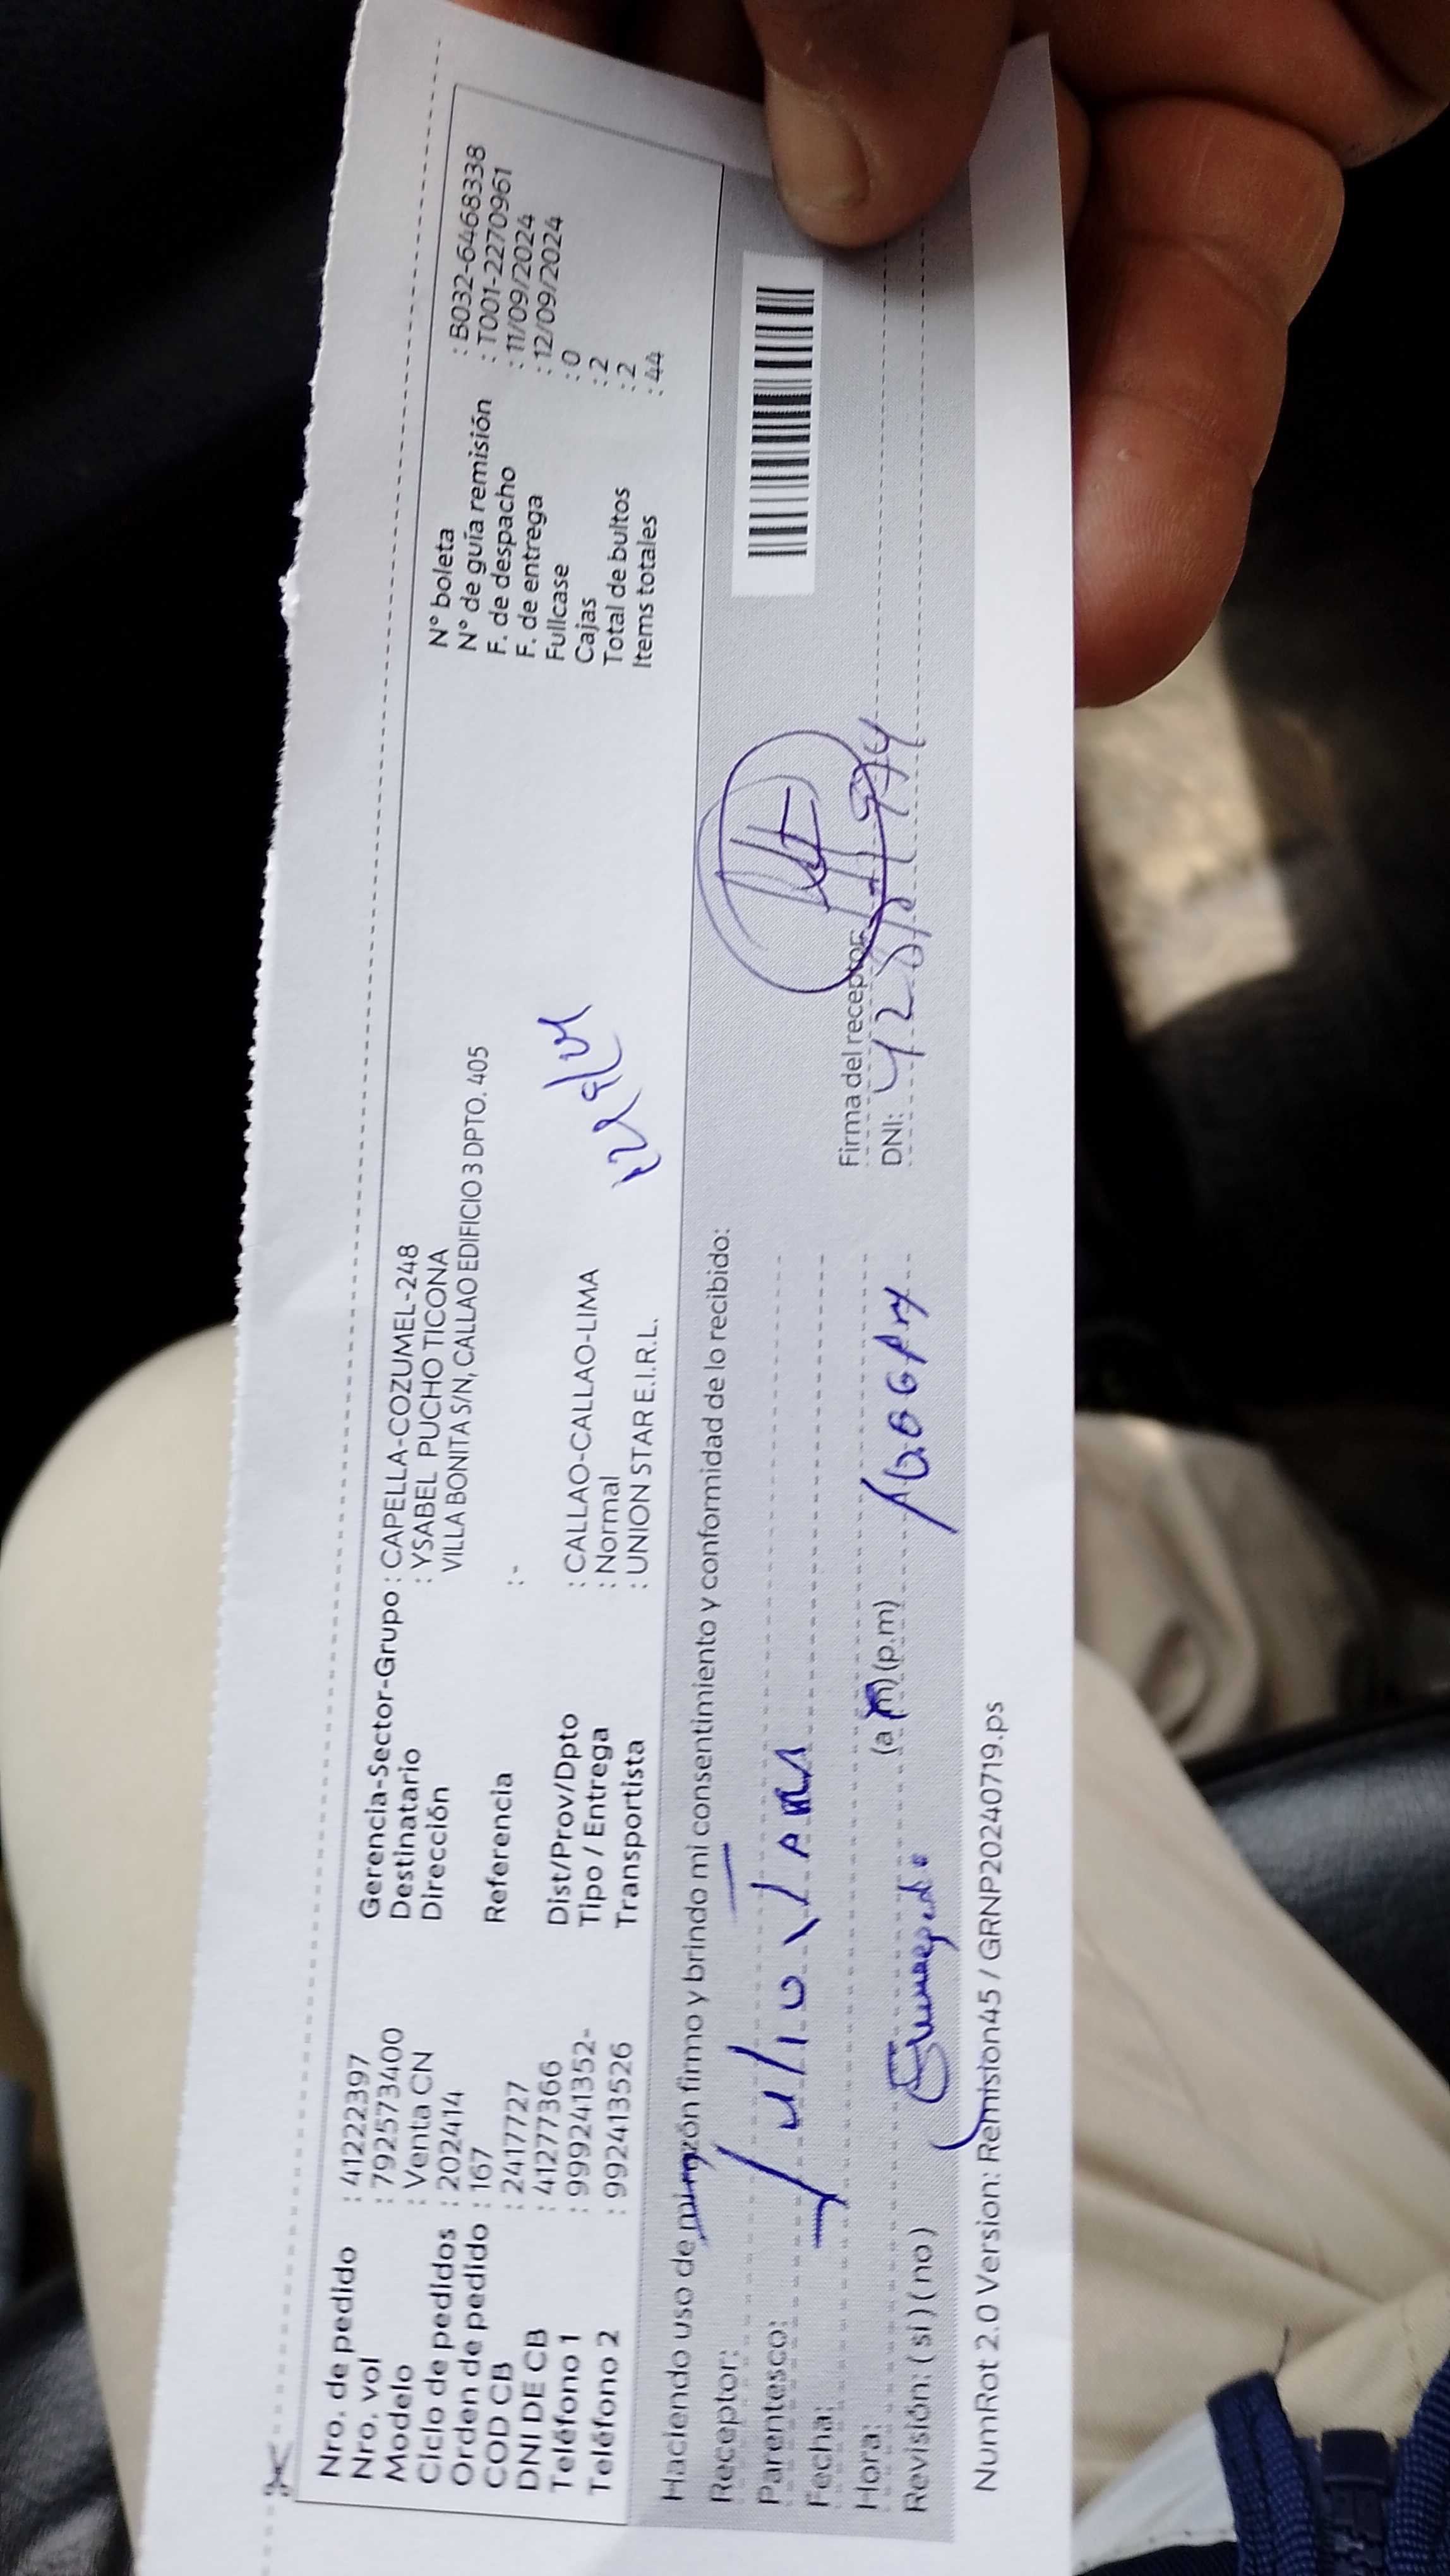 Nro. de pedido : 41222397
Nro. vol : 792573400
Modelo : Venta CN
Ciclo de pedidos : 202414
Orden de pedido : 167
COD CB : 2417727
DNI DE CB : 41277366
Teléfono 1 : 999241352-
Teléfono 2 : 992413526
Gerencia-Sector-Grupo : CAPELLA-COZUMEL-248
Destinatario : YSABEL PUCHO TICONA
Dirección VILLA BONITA S/N, CALLAO EDIFICIO 3 DPTO. 405
Referencia : -
Dist/Prov/Dpto : CALLAO-CALLAO-LIMA
Tipo / Entrega : Normal
Transportista : UNION STAR E.I.R.L.
N° boleta : B032-6468338
N° de guía remisión : T001-2270961
F. de despacho : 11/09/2024
F. de entrega : 12/09/2024
Fullcase : 0
Cajas : 2
Total de bultos : 2
Items totales : 44
Haciendo uso de mi razón firmo y brindo mi consentimiento y conformidad de lo recibido:
Receptor:
Parentesco:
Fecha:
Hora: (a.m) (p.m)
Revisión: ( si ) ( no )
Firma del receptor
DNI:
NumRot 2.0 Version: Remision45 / GRNP20240719.ps